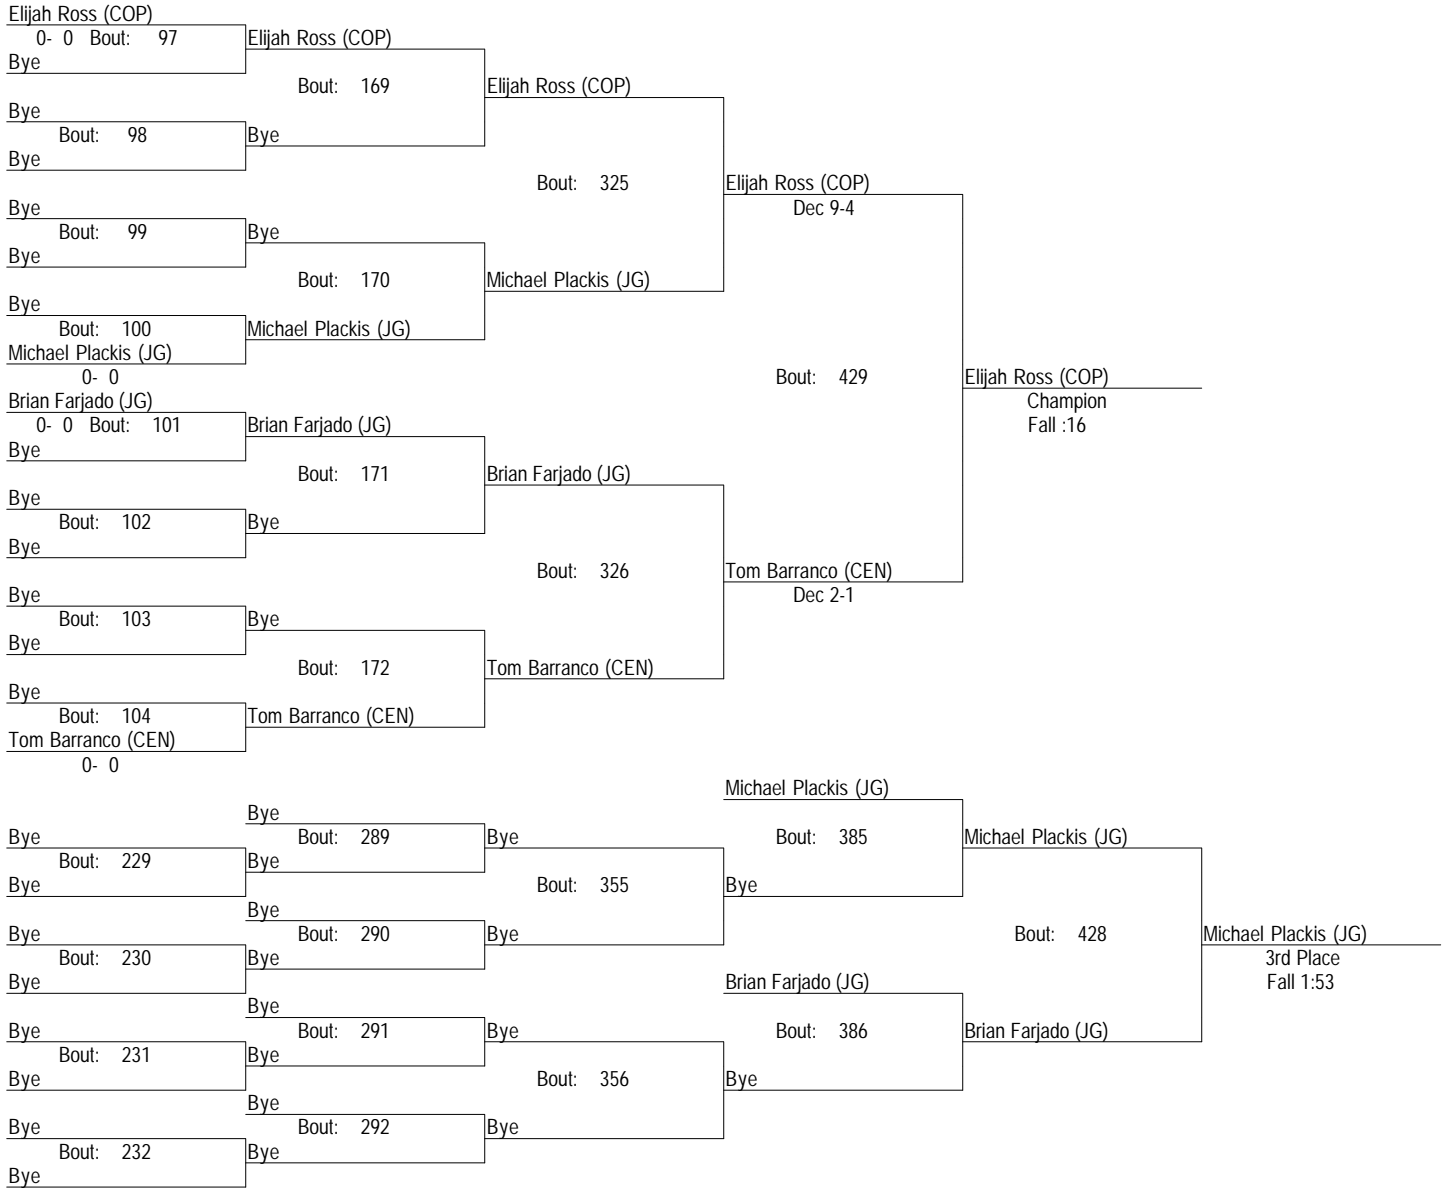 Elijah Ross (COP)
0- 0 Bout: 97
Elijah Ross (COP)
Bye
Bout: 169
Elijah Ross (COP)
Bye
Bout: 98
Bye
Bye
Bout: 325
Elijah Ross (COP)
Dec 9-4
Bye
Bout: 99
Bye
Bye
Bout: 170
Michael Plackis (JG)
Bye
Bout: 100
Michael Plackis (JG)
Michael Plackis (JG)
0- 0
Bout: 429
Elijah Ross (COP)
Champion
Fall :16
Brian Farjado (JG)
0- 0 Bout: 101
Brian Farjado (JG)
Bye
Bout: 171
Brian Farjado (JG)
Bye
Bout: 102
Bye
Bye
Bout: 326
Tom Barranco (CEN)
Dec 2-1
Bye
Bout: 103
Bye
Bye
Bout: 172
Tom Barranco (CEN)
Bye
Bout: 104
Tom Barranco (CEN)
Tom Barranco (CEN)
0- 0
Michael Plackis (JG)
Bye
Bye
Bout: 289
Bye
Bout: 385
Michael Plackis (JG)
Bout: 229
Bye
Bye
Bout: 355
Bye
Bye
Bye
Bout: 290
Bye
Bout: 428
Michael Plackis (JG)
Bout: 230
Bye
3rd Place
Bye
Brian Farjado (JG)
Fall 1:53
Bye
Bye
Bout: 291
Bye
Bout: 386
Brian Farjado (JG)
Bout: 231
Bye
Bye
Bout: 356
Bye
Bye
Bye
Bout: 292
Bye
Bout: 232
Bye
Bye